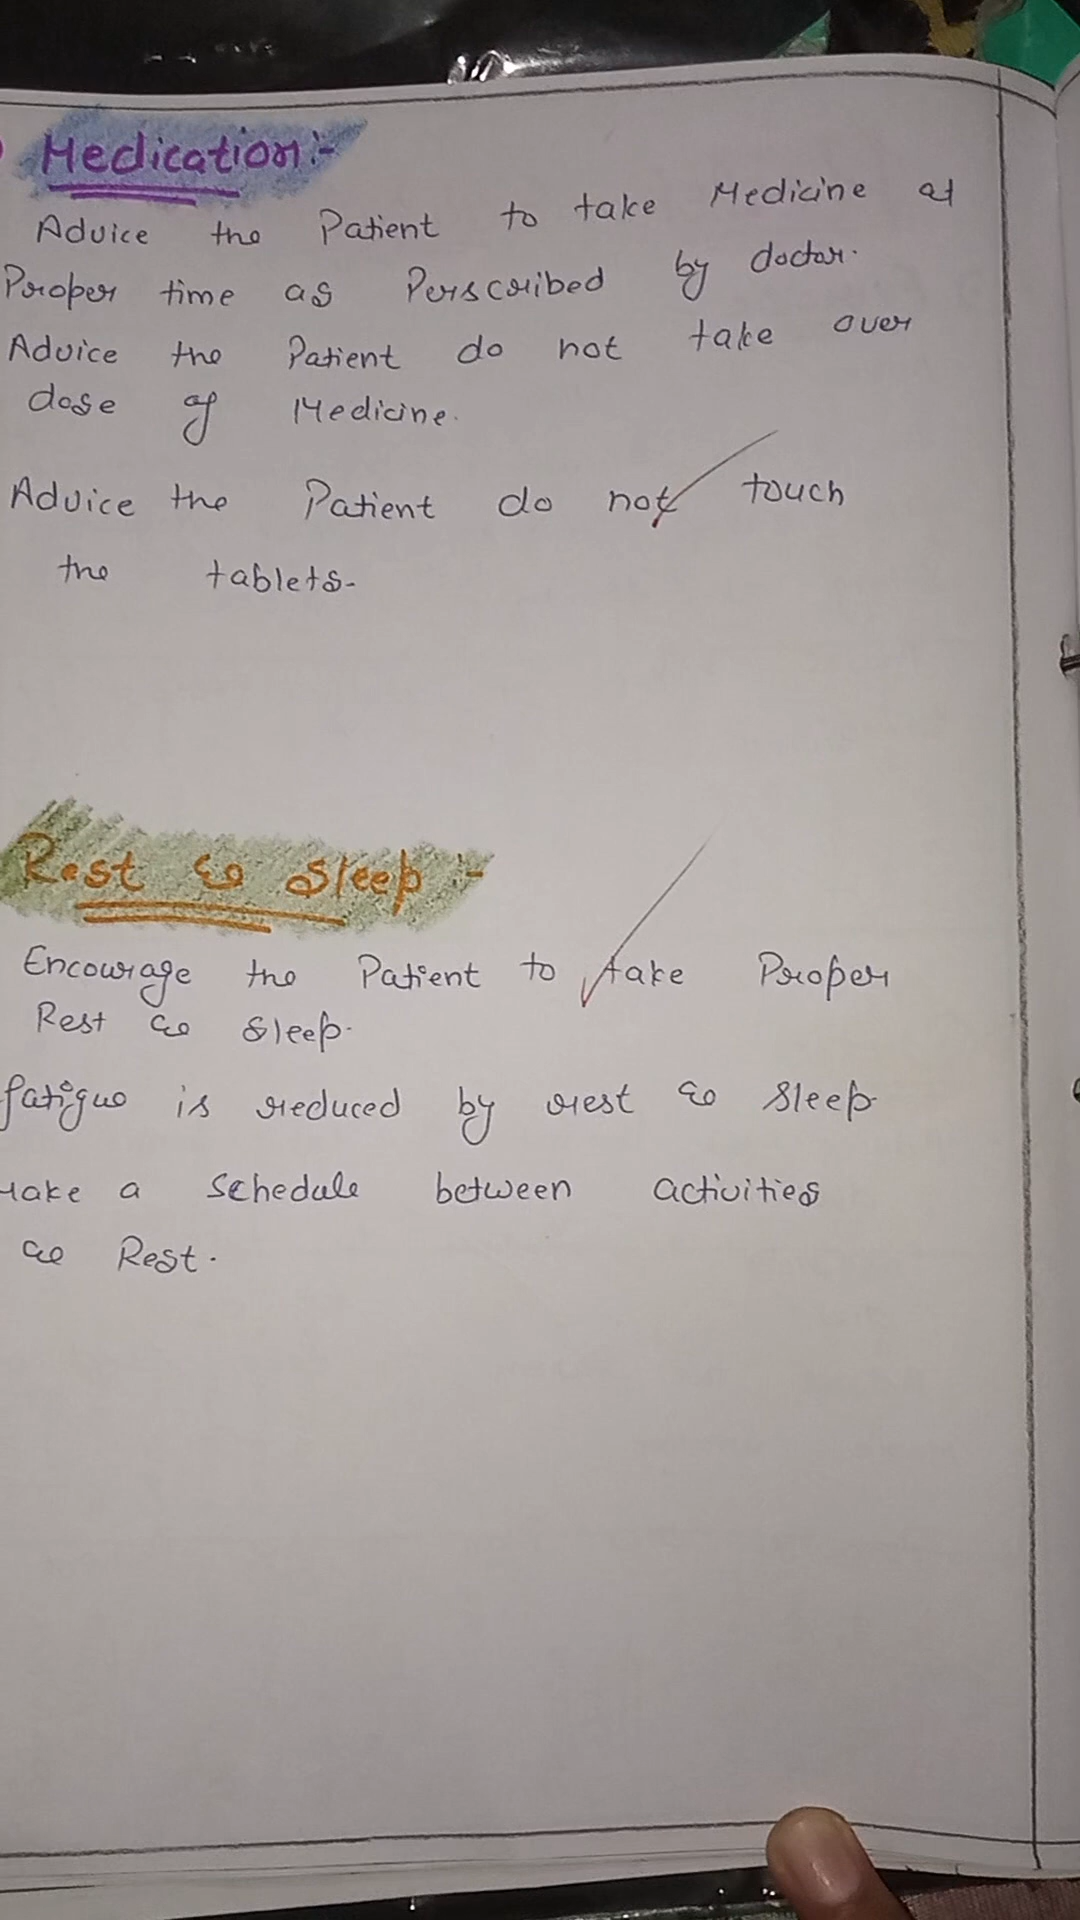 Medication:-
Advice the Patient to take Medicine at
Proper time as Perscribed by doctor.
Advice the Patient do not take over
dose of Medicine.
Advice the Patient do not touch
the tablets-
Rest & Sleep :-
Encourage the Patient to take Proper
Rest & Sleep.
fatigue is reduced by rest & Sleep
Make a Schedule between activities
& Rest.